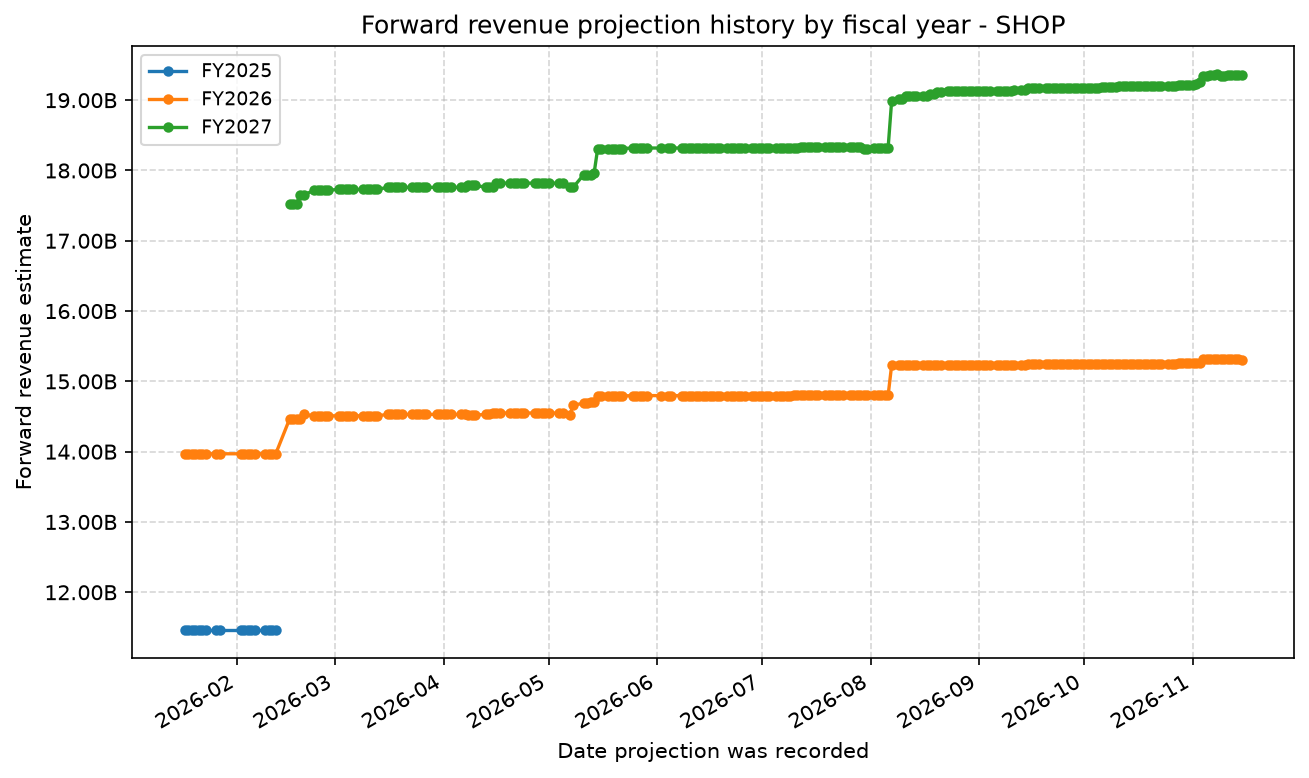 Forward revenue projection history by fiscal year - SHOP
FY2025
FY2026
FY2027
Forward revenue estimate
19.00B
18.00B
17.00B
16.00B
15.00B
14.00B
13.00B
12.00B
2026-02
2026-03
2026-04
2026-05
2026-06
2026-07
2026-08
2026-09
2026-10
2026-11
Date projection was recorded